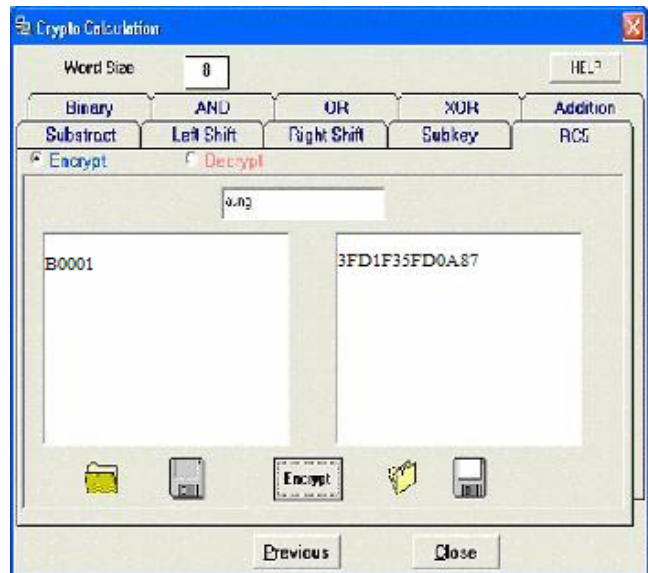 Crypto Calculation
Word Size 8 HELP
Binary AND OR XOR Addition
Substract Left Shift Right Shift Subkey RC5
Encrypt Decrypt
aung
B0001 3FD1F35FD0A87
Encrypt
Previous Close